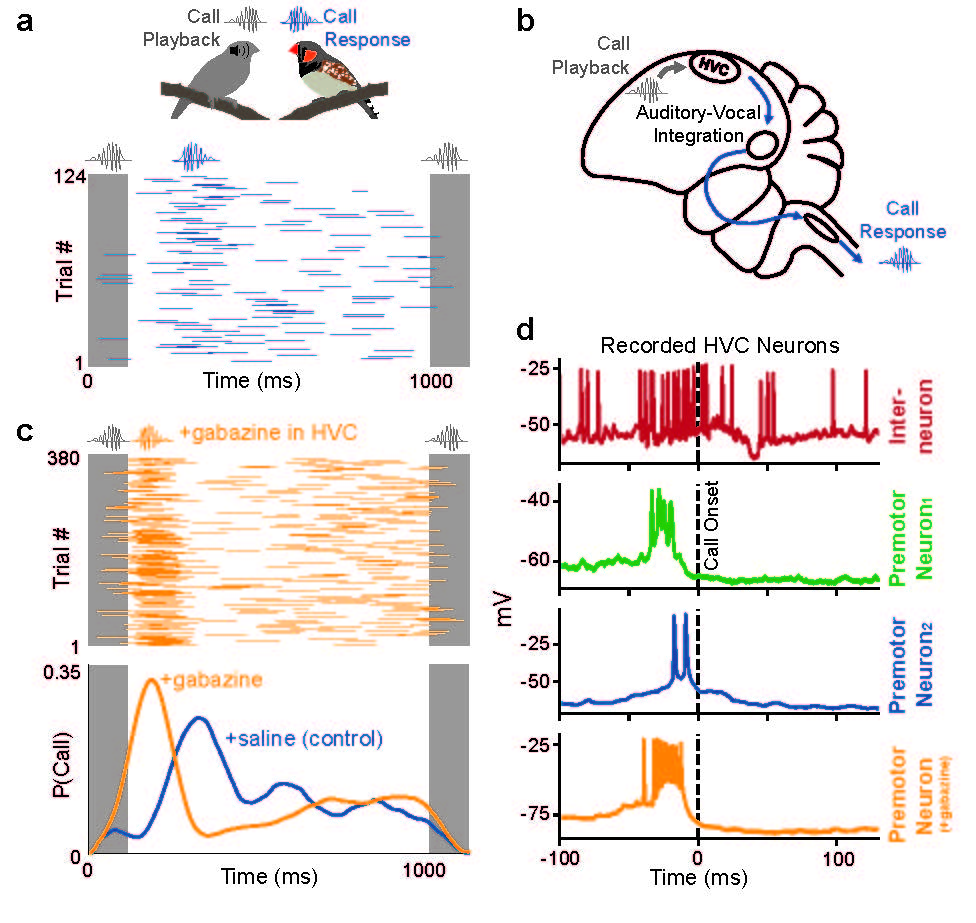 a
Call
Playback
Call
Response
124
Trial #
1
0
Time (ms)
1000
b
Call
Playback
HVC
Auditory-Vocal
Integration
Call
Response
c
+gabazine in HVC
380
Trial #
1
0.35
P(Call)
0
+gabazine
+saline (control)
0
Time (ms)
1000
d
Recorded HVC Neurons
mV
-25
-50
Inter-
neuron
-40
-60
Call Onset
Premotor
Neuron1
-25
-50
Premotor
Neuron2
-25
-75
Premotor
Neuron
(+gabazine)
-100
0
100
Time (ms)